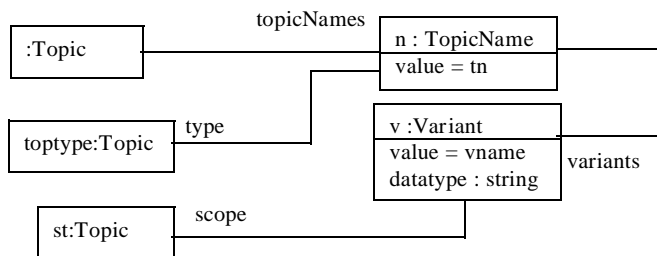 topicNames
:Topic
n : TopicName
value = tn
type
toptype:Topic
v :Variant
value = vname
datatype : string
variants
scope
st:Topic